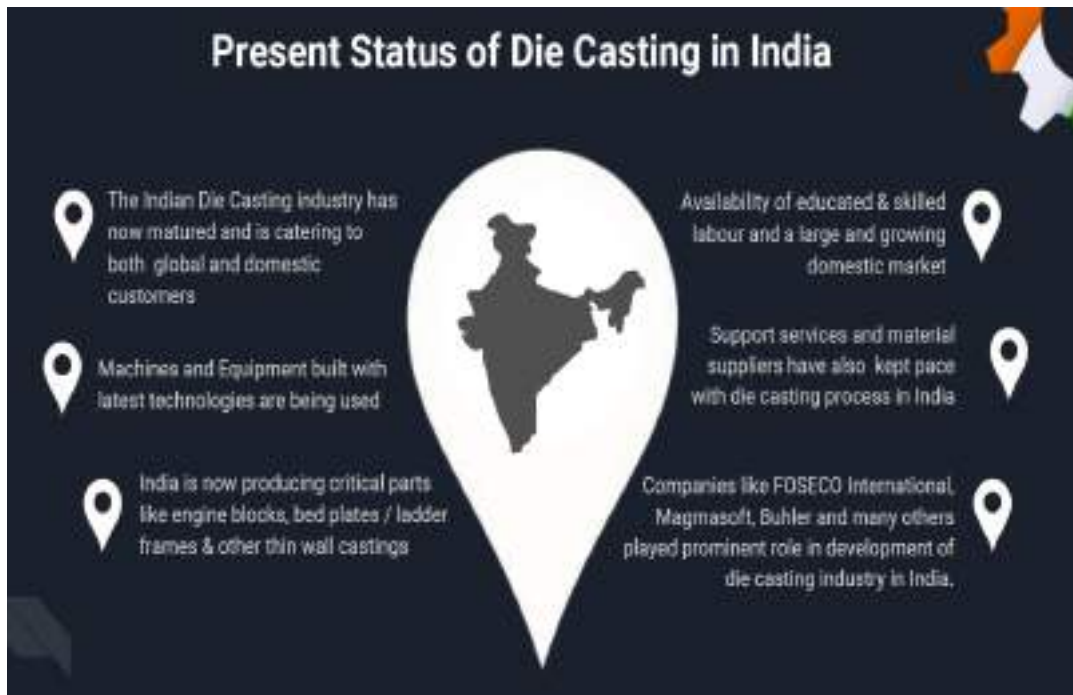 Present Status of Die Casting in India
The Indian Die Casting industry has
now matured and is catering to
both global and domestic
customers
Machines and Equipment built with
latest technologies are being used
India is now producing critical parts
like engine blocks, bed plates / ladder
frames & other thin wall castings
Availability of educated & skilled
labour and a large and growing
domestic market
Support services and material
suppliers have also kept pace
with die casting process in India
Companies like FOSECO International,
Magmasoft, Buhler and many others
played prominent role in development of
die casting industry in India.